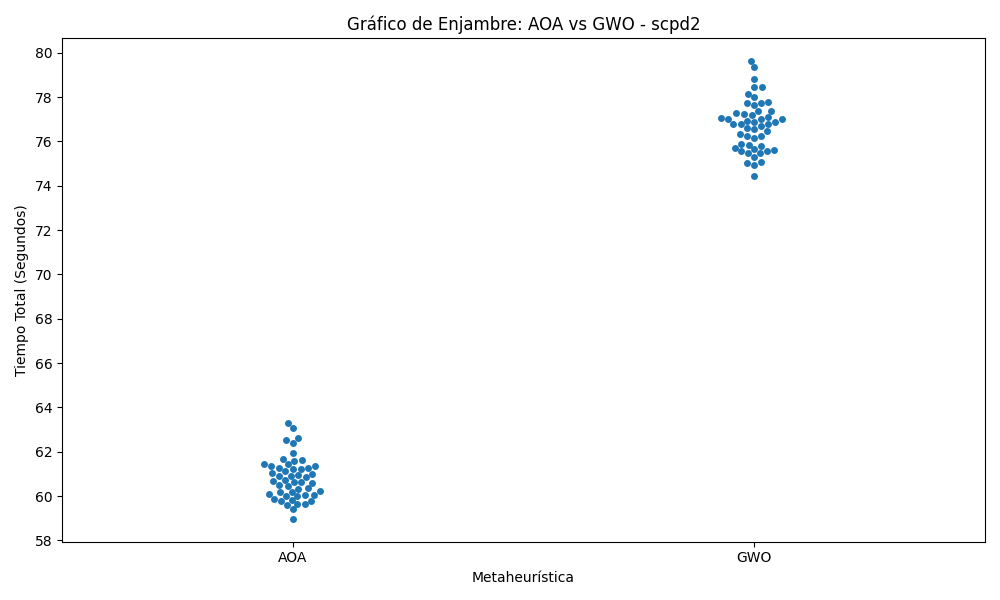 Gráfico de Enjambre: AOA vs GWO - scpd2
80
78
76
74
72
70
68
66
64
62
60
58
Tiempo Total (Segundos)
AOA
GWO
Metaheurística